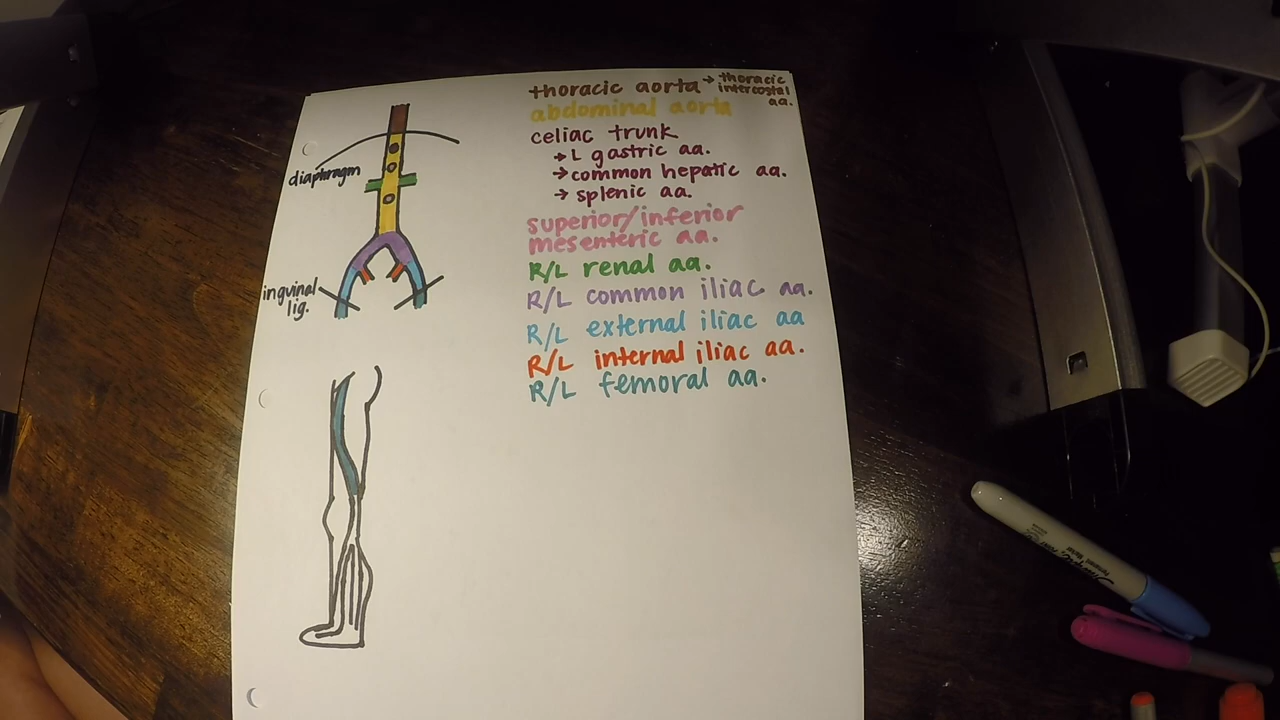 thoracic aorta → thoracic
intercostal
aa.
abdominal aorta
celiac trunk
→ L gastric aa.
→ common hepatic aa.
→ splenic aa.
superior/inferior
mesenteric aa.
R/L renal aa.
R/L common iliac aa.
R/L external iliac aa
R/L internal iliac aa.
R/L femoral aa.
diaphragm
inguinal
lig.